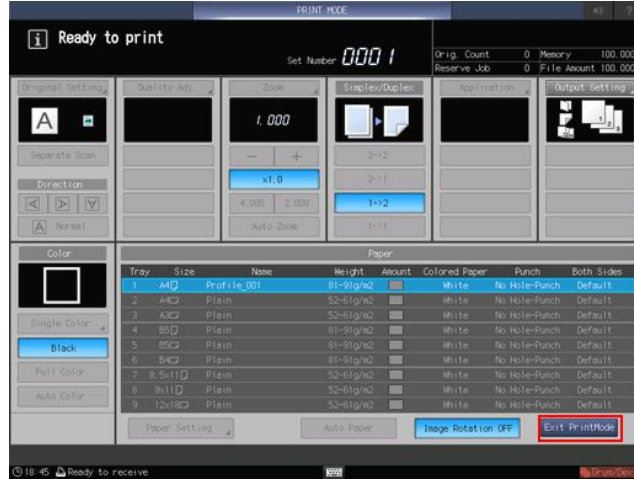 PRINT MODE
Ready to print
Set Number 0001
Orig. Count 0 Memory 100.000
Reserve Job 0 File Amount 100.000
Original Setting Quality Adj. Zoom Simplex/Duplex Application Output Setting
A 1.000 1 2
Separate Scan − + 2->2
Direction x1.0 2->1
4.000 2.000 1->2
A Normal Auto Zoom 1->1
Color Paper
Tray Size Name Weight Amount Colored Paper Punch Both Sides
1 A4 Profile_001 81-91g/m2 White No Hole-Punch Default
2 A4 Plain 52-61g/m2 White No Hole-Punch Default
3 A3 Plain 52-61g/m2 White No Hole-Punch Default
4 B5 Plain 81-91g/m2 White No Hole-Punch Default
5 B5 Plain 81-91g/m2 White No Hole-Punch Default
6 B4 Plain 81-91g/m2 White No Hole-Punch Default
7 8.5x11 Plain 52-61g/m2 White No Hole-Punch Default
8 9x11 Plain 52-61g/m2 White No Hole-Punch Default
9 12x18 Plain 52-61g/m2 White No Hole-Punch Default
Single Color
Black
Full Color
Auto Color
Paper Setting Auto Paper Image Rotation OFF Exit PrintMode
18:45 Ready to receive Drum/Dev.